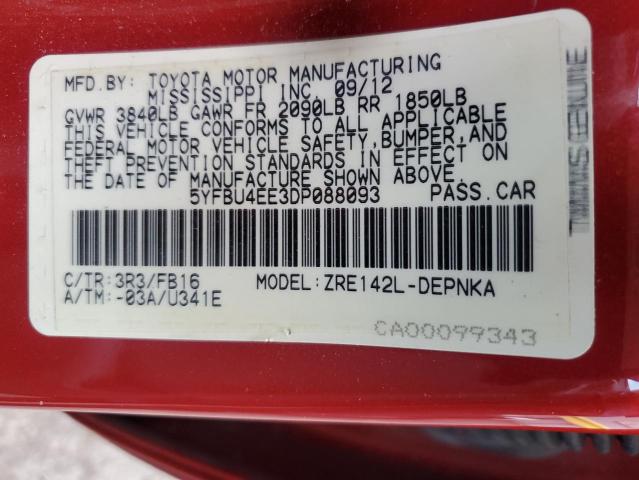 MFD.BY: TOYOTA MOTOR MANUFACTURING
MISSISSIPPI INC. 09/12
GVWR 3840LB GAWR FR 2090LB RR 1850LB
THIS VEHICLE CONFORMS TO ALL APPLICABLE
FEDERAL MOTOR VEHICLE SAFETY,BUMPER,AND
THEFT PREVENTION STANDARDS IN EFFECT ON
THE DATE OF MANUFACTURE SHOWN ABOVE.
5YFBU4EE3DP088093 PASS.CAR
C/TR:3R3/FB16 MODEL:ZRE142L-DEPNKA
A/TM:-03A/U341E
CA00099343
GENUINE